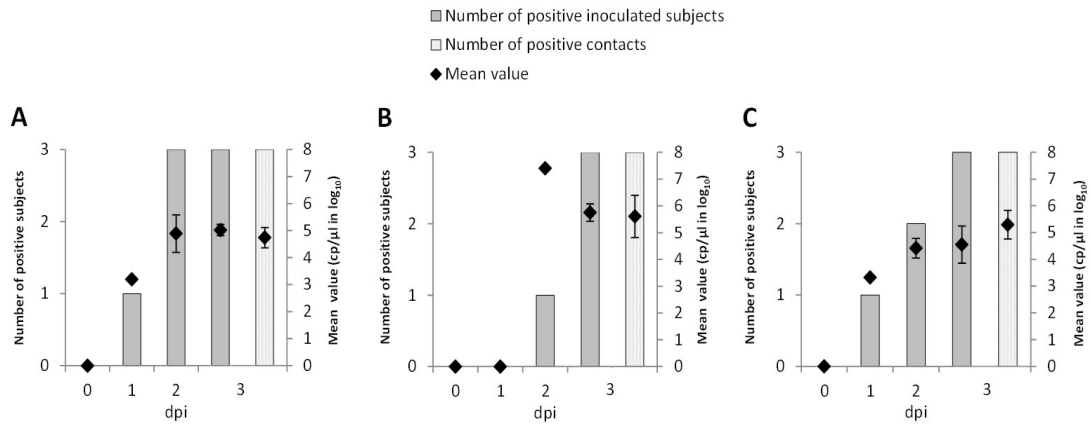 Number of positive inoculated subjects
Number of positive contacts
Mean value
A
Number of positive subjects
3
2
1
0
8
7
6
5
4
3
2
1
0
Mean value (cp/µl in log10)
0 1 2 3
dpi
B
Number of positive subjects
3
2
1
0
8
7
6
5
4
3
2
1
0
Mean value (cp/µl in log10)
0 1 2 3
dpi
C
Number of positive subjects
3
2
1
0
8
7
6
5
4
3
2
1
0
Mean value (cp/µl in log10)
0 1 2 3
dpi